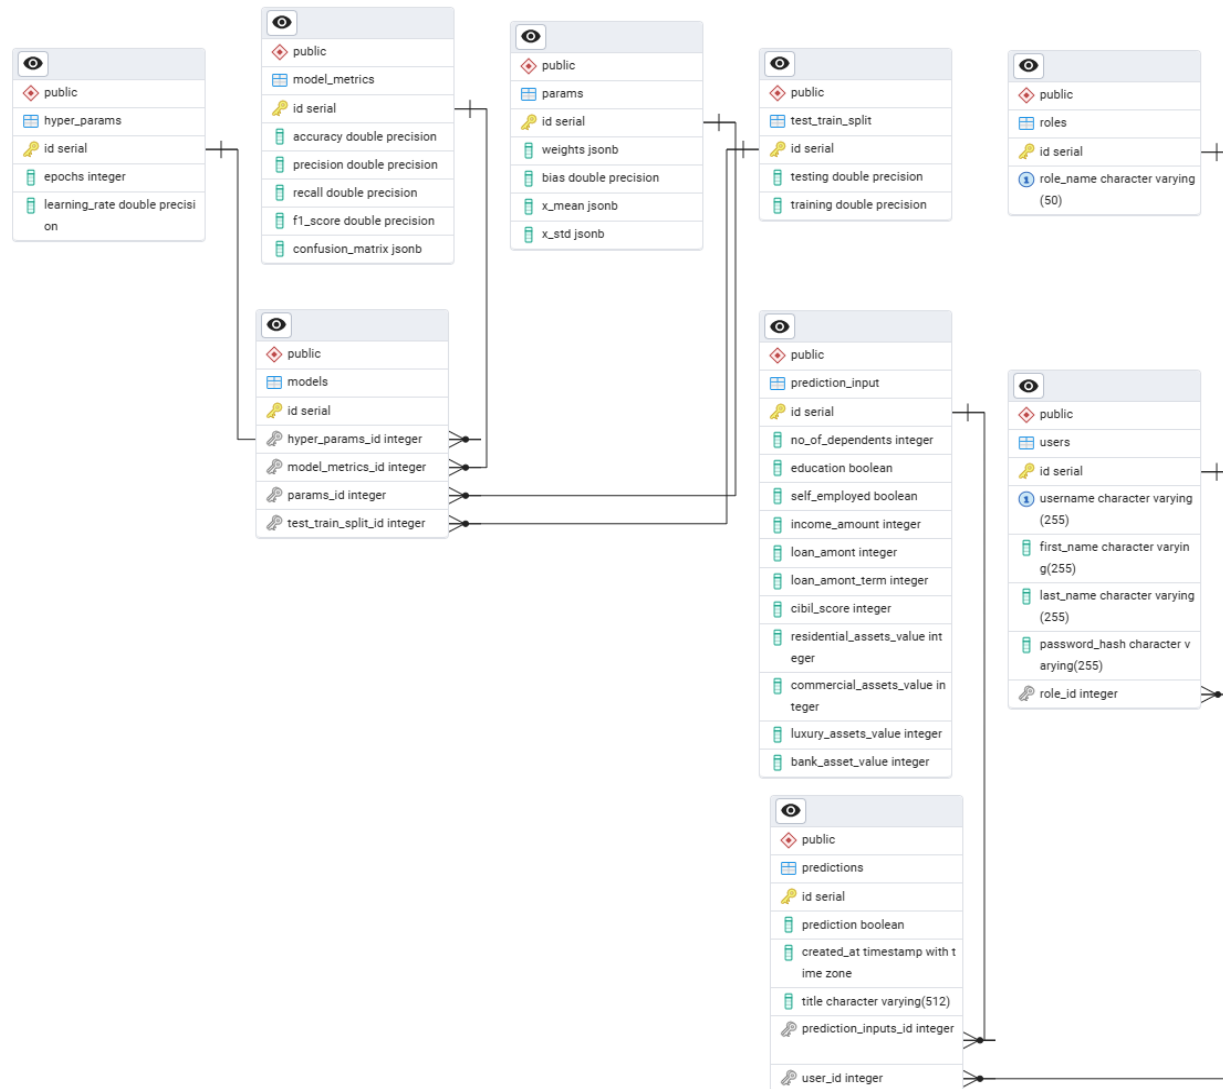 public
hyper_params
id serial
epochs integer
learning_rate double precisi
on
public
model_metrics
id serial
accuracy double precision
precision double precision
recall double precision
f1_score double precision
confusion_matrix jsonb
public
params
id serial
weights jsonb
bias double precision
x_mean jsonb
x_std jsonb
public
test_train_split
id serial
testing double precision
training double precision
public
roles
id serial
1
role_name character varying
(50)
public
models
id serial
hyper_params_id integer
model_metrics_id integer
params_id integer
test_train_split_id integer
public
prediction_input
id serial
no_of_dependents integer
education boolean
self_employed boolean
income_amount integer
loan_amont integer
loan_amont_term integer
cibil_score integer
residential_assets_value int
eger
commercial_assets_value in
teger
luxury_assets_value integer
bank_asset_value integer
public
users
id serial
1
username character varying
(255)
first_name character varyin
g(255)
last_name character varying
(255)
password_hash character v
arying(255)
role_id integer
public
predictions
id serial
prediction boolean
created_at timestamp with t
ime zone
title character varying(512)
prediction_inputs_id integer
user_id integer